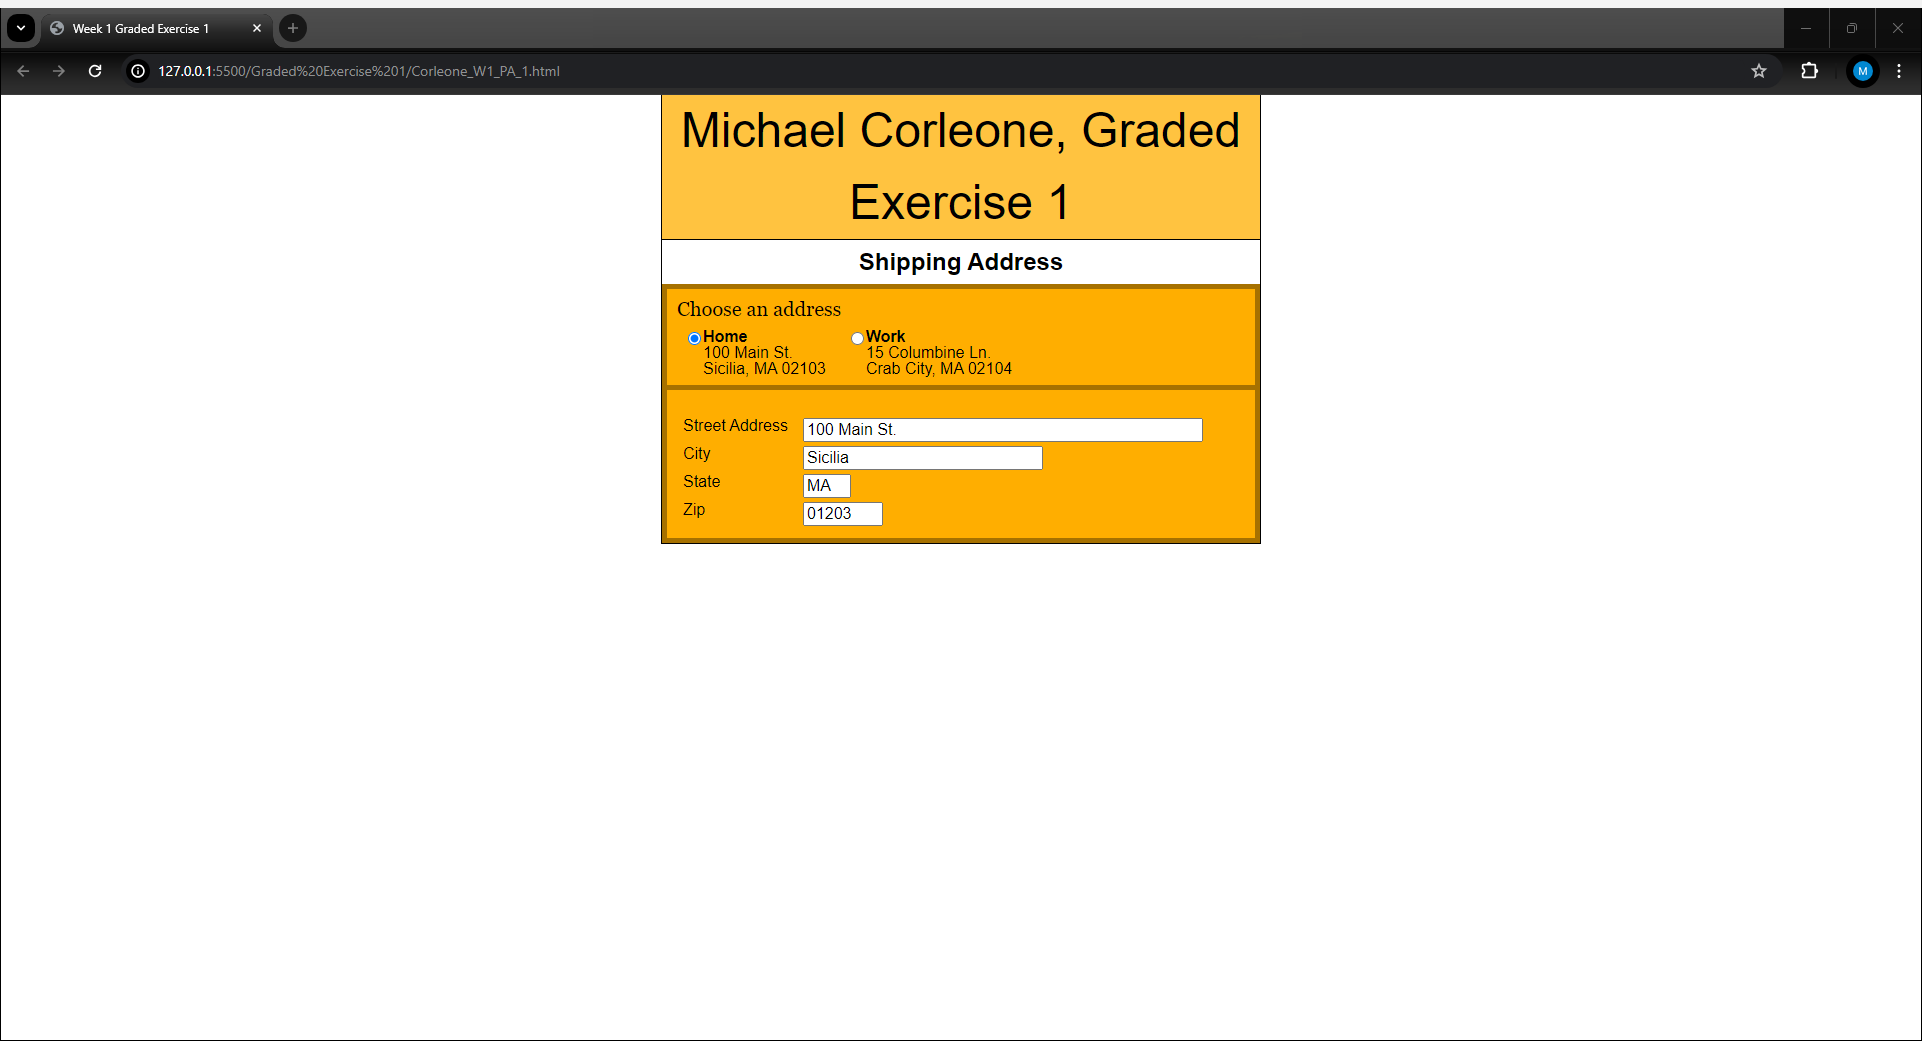 Week 1 Graded Exercise 1
127.0.0.1:5500/Graded%20Exercise%201/Corleone_W1_PA_1.html
M
Michael Corleone, Graded
Exercise 1
Shipping Address
Choose an address
Home
100 Main St.
Sicilia, MA 02103
Work
15 Columbine Ln.
Crab City, MA 02104
Street Address 100 Main St.
City Sicilia
State MA
Zip 01203